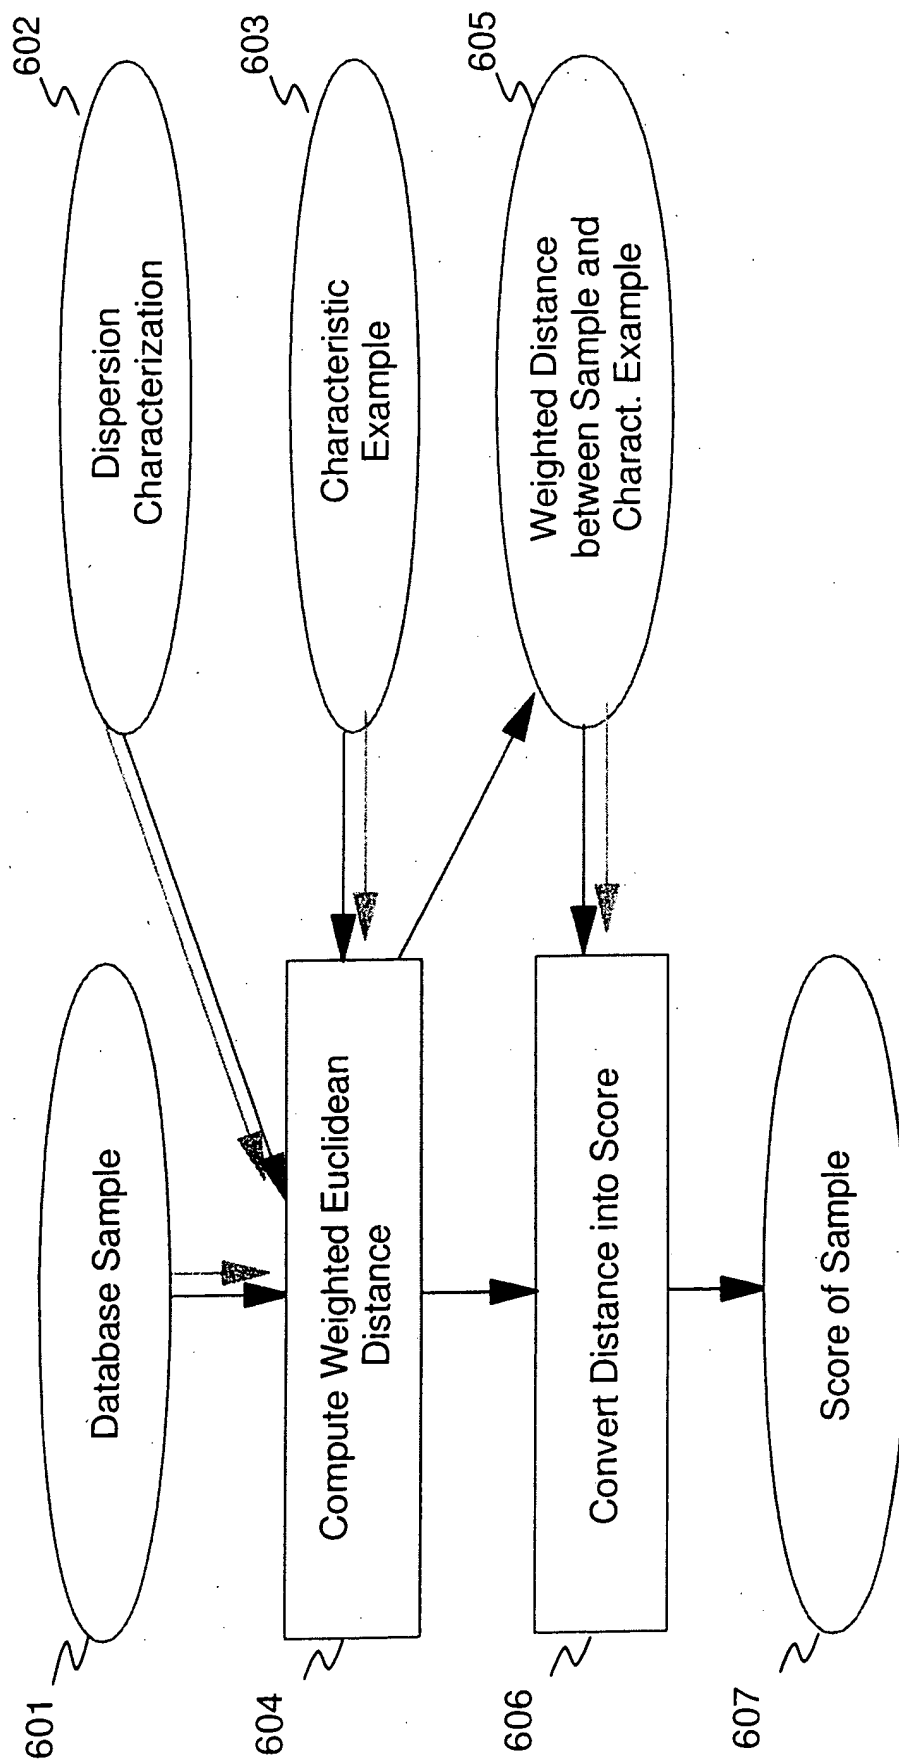 601
Database Sample
602
Dispersion
Characterization
603
Characteristic
Example
604
Compute Weighted Euclidean
Distance
605
Weighted Distance
between Sample and
Charact. Example
606
Convert Distance into Score
607
Score of Sample